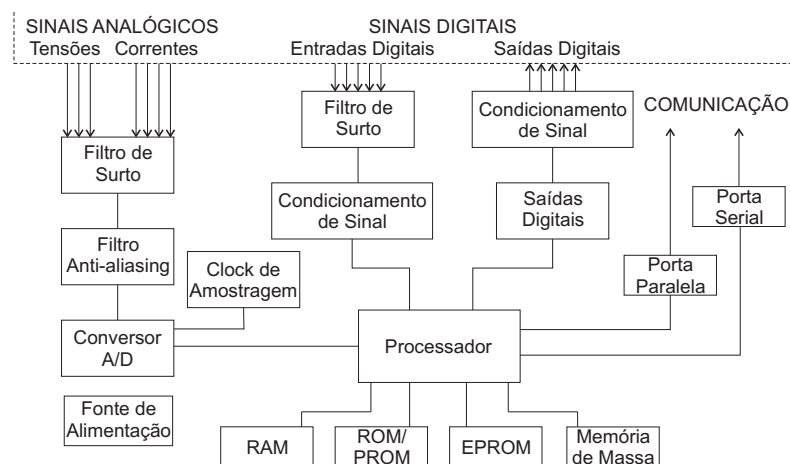 SINAIS ANALÓGICOS
SINAIS DIGITAIS
Tensões
Correntes
Entradas Digitais
Saídas Digitais
Filtro de
Surto
Condicionamento
de Sinal
COMUNICAÇÃO
Filtro de
Surto
Condicionamento
de Sinal
Saídas
Digitais
Porta
Serial
Filtro
Anti-aliasing
Clock de
Amostragem
Porta
Paralela
Conversor
A/D
Processador
Fonte de
Alimentação
RAM
ROM/
PROM
EPROM
Memória
de Massa